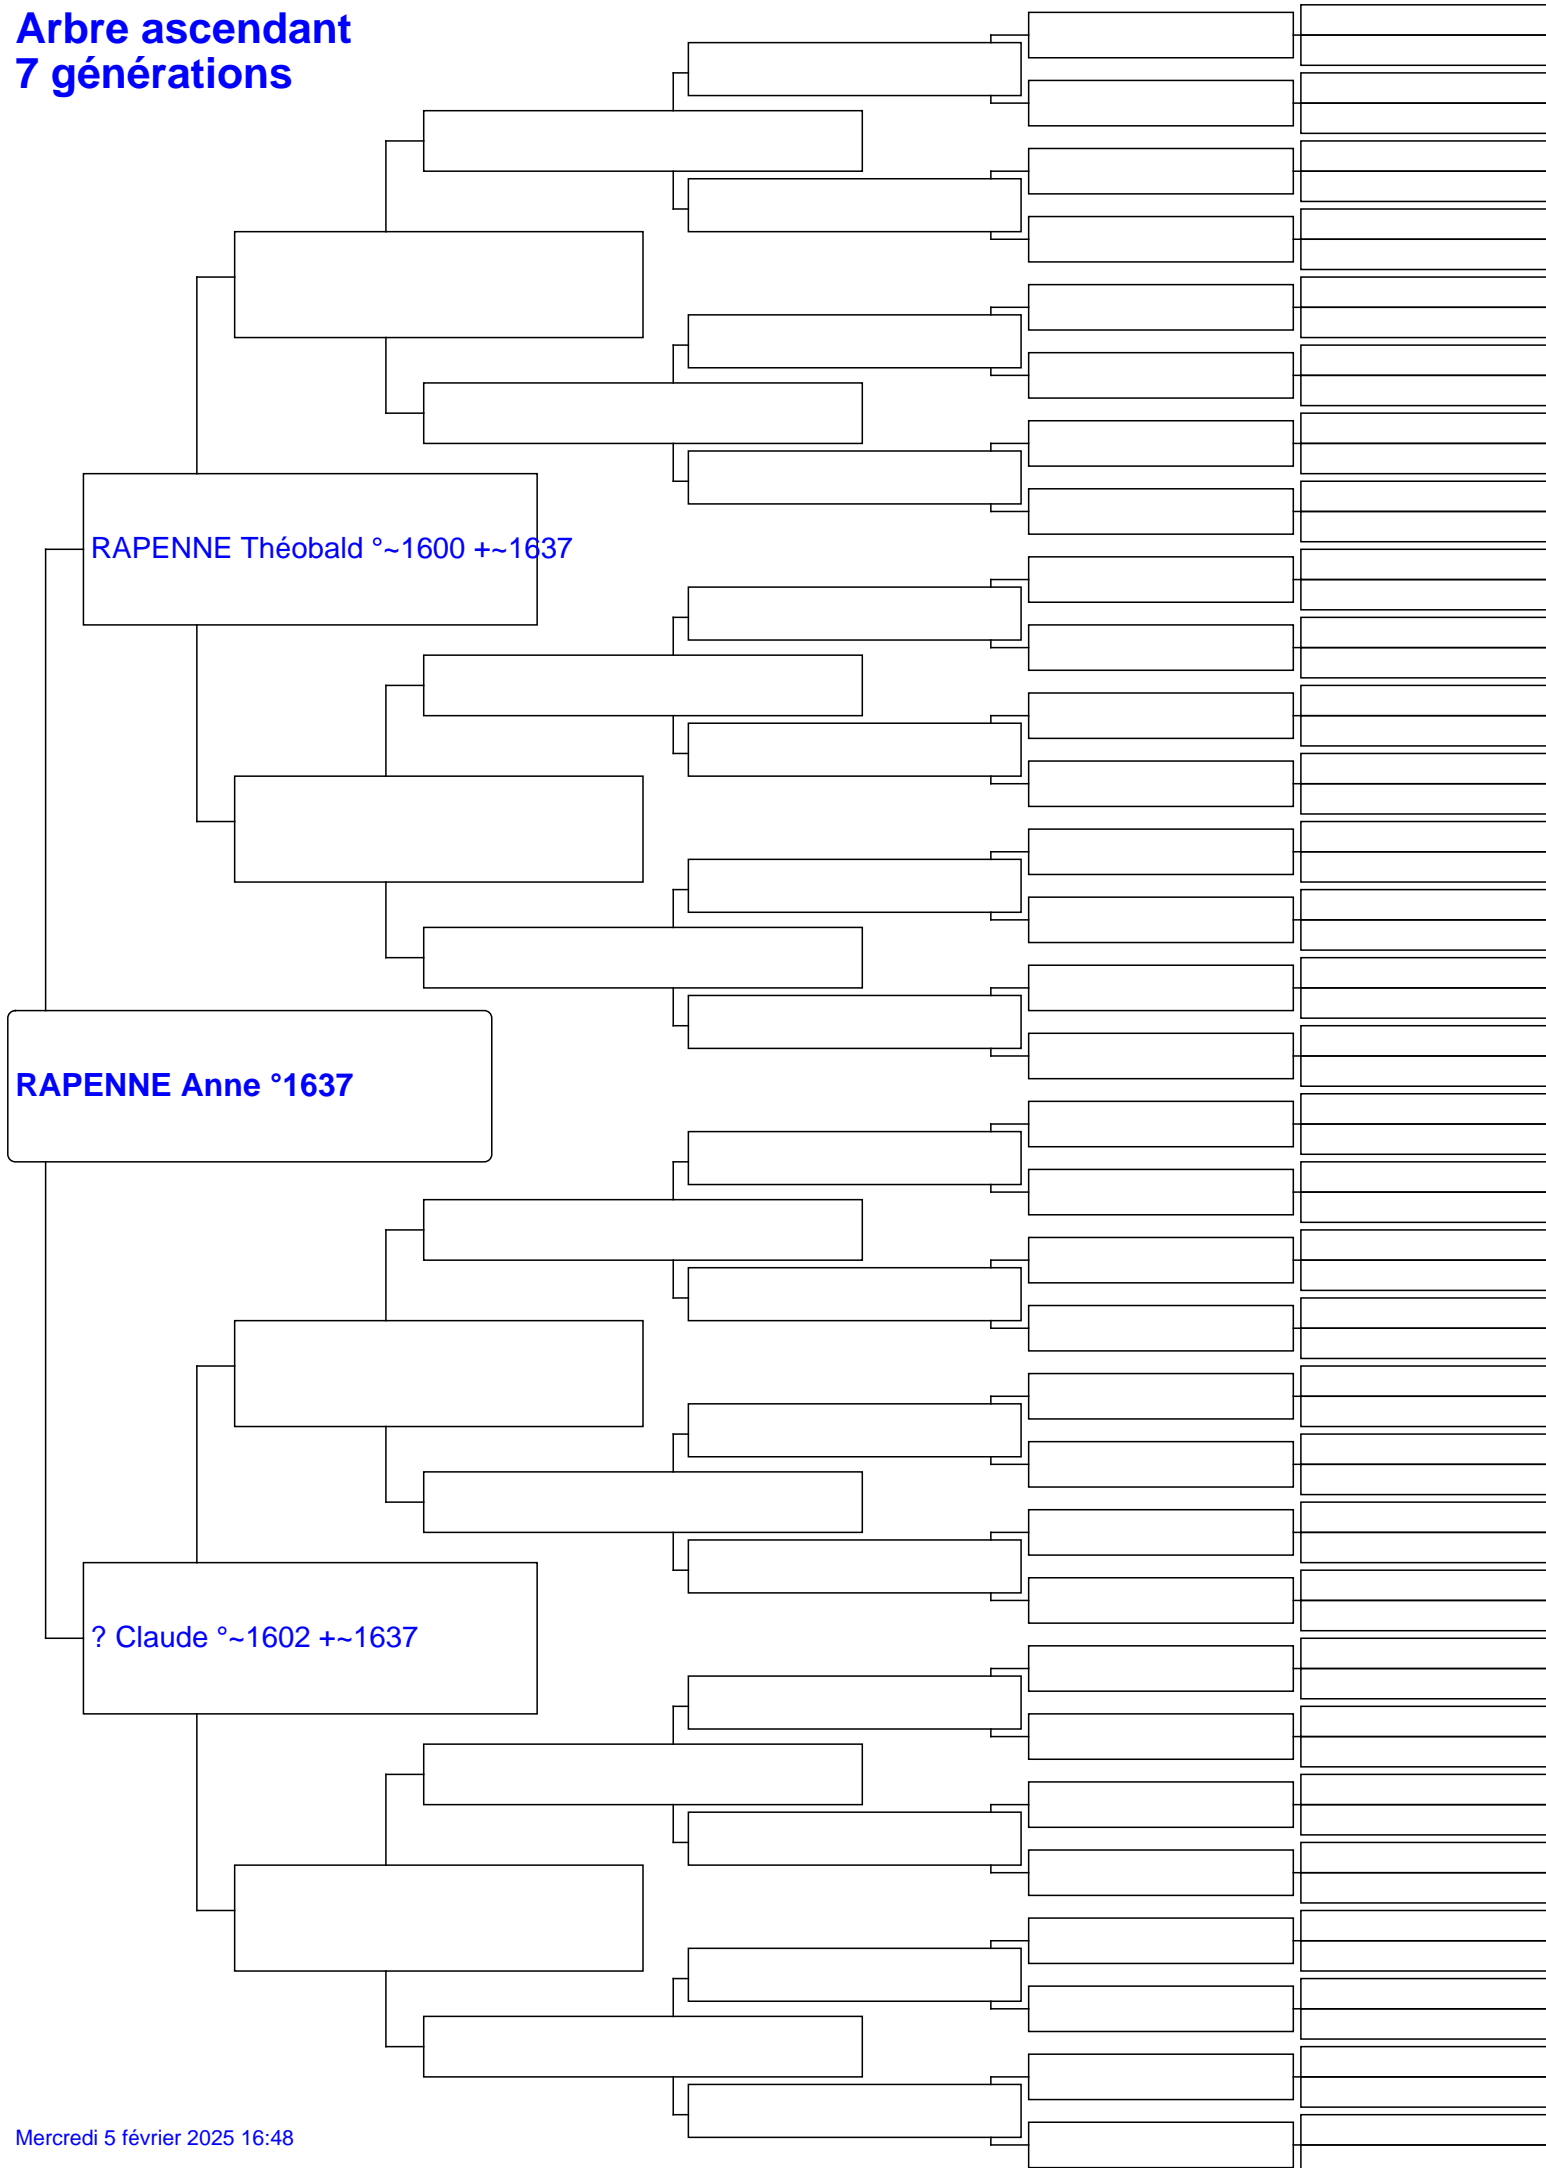 Arbre ascendant
7 générations
RAPENNE Théobald °~1600 +~1637
RAPENNE Anne °1637
? Claude °~1602 +~1637
Mercredi 5 février 2025 16:48